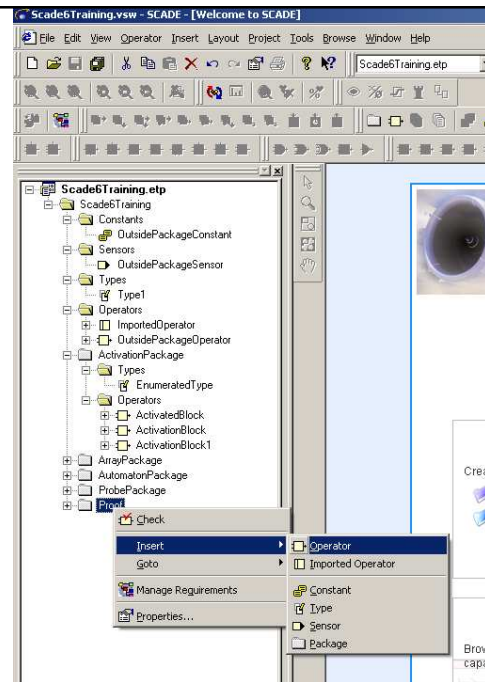 Scade6Training.vsw - SCADE - [Welcome to SCADE]
File Edit View Operator Insert Layout Project Tools Browse Window Help
Scade6Training.etp
Scade6Training.etp
Scade6Training
Constants
OutsidePackageConstant
Sensors
OutsidePackageSensor
Types
Type1
Operators
ImportedOperator
OutsidePackageOperator
ActivationPackage
Types
EnumeratedType
Operators
ActivatedBlock
ActivationBlock
ActivationBlock1
ArrayPackage
AutomatonPackage
ProbePackage
Proof
Check
Insert
Goto
Manage Requirements
Properties...
Operator
Imported Operator
Constant
Type
Sensor
Package
Crea
Brow
capa